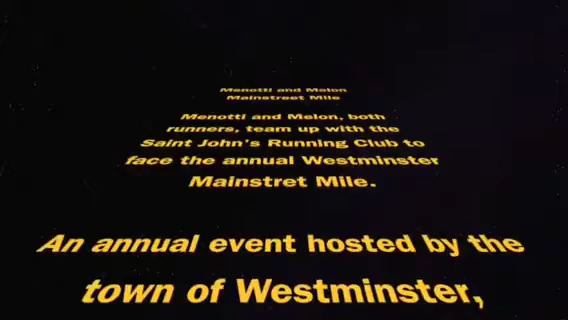 Menotti and Melon
Mainstreet Mile
Menotti and Melon, both
runners, team up with the
Saint John's Running Club to
face the annual Westminster
Mainstret Mile.
An annual event hosted by the
town of Westminster,